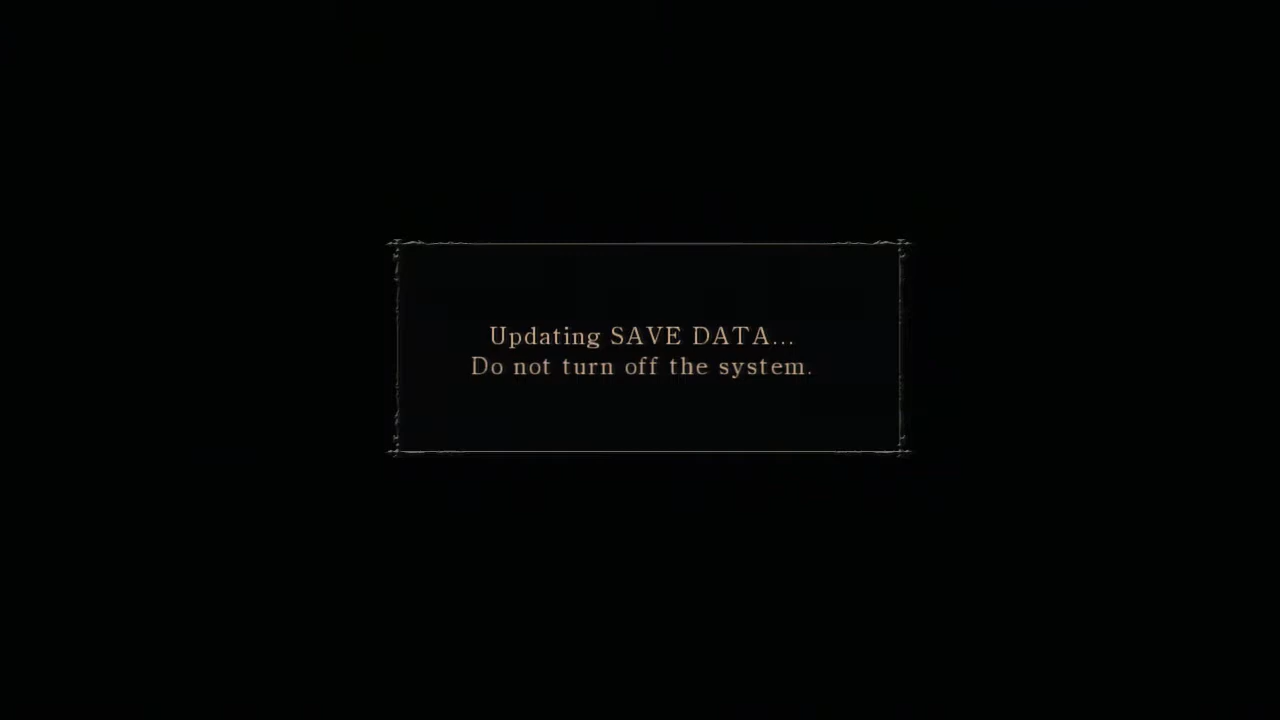 Updating SAVE DATA...
Do not turn off the system.